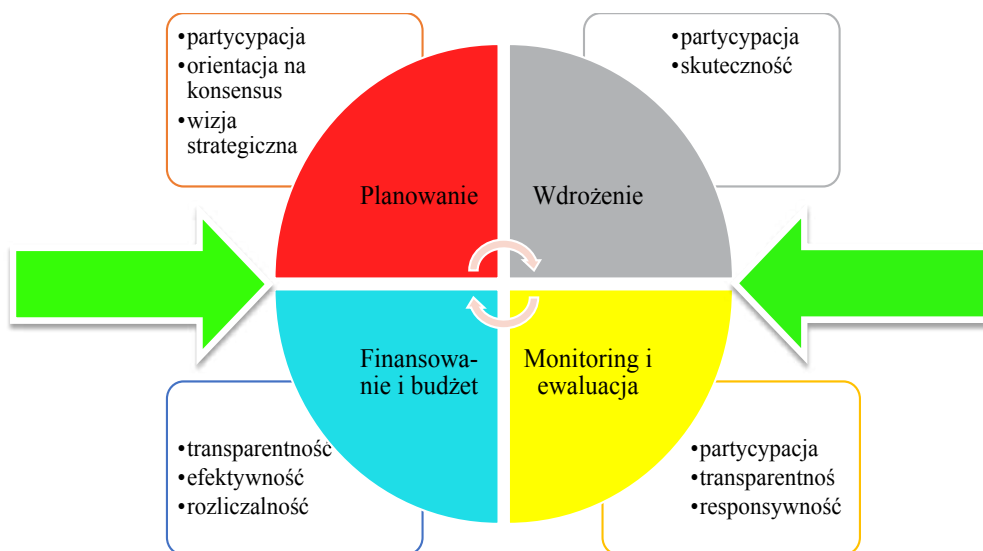 •partycypacja
•orientacja na
konsensus
•wizja
strategiczna
•partycypacja
•skuteczność
Planowanie
Wdrożenie
Finansowa-
nie i budżet
Monitoring i
ewaluacja
•transparentność
•efektywność
•rozliczalność
•partycypacja
•transparentnoś
•responsywność